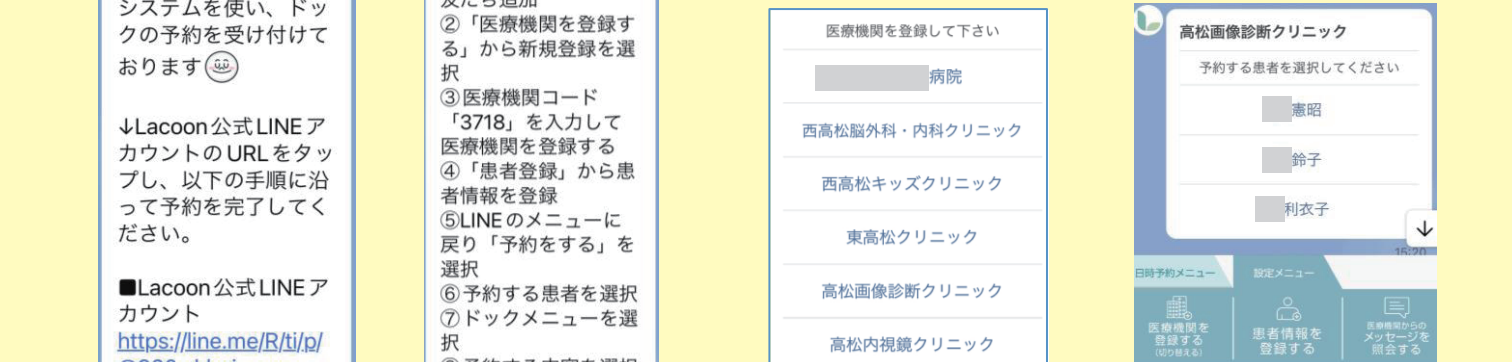 システムを使い、ドッ
クの予約を受け付けて
おります
↓Lacoon公式LINEア
カウントのURLをタッ
プし、以下の手順に沿
って予約を完了してく
ださい。
■Lacoon公式LINEア
カウント
https://line.me/R/ti/p/
友だち追加
②「医療機関を登録す
る」から新規登録を選
択
③医療機関コード
「3718」を入力して
医療機関を登録する
④「患者登録」から患
者情報を登録
⑤LINEのメニューに
戻り「予約をする」を
選択
⑥予約する患者を選択
⑦ドックメニューを選
択
医療機関を登録して下さい
病院
西高松脳外科・内科クリニック
西高松キッズクリニック
東高松クリニック
高松画像診断クリニック
高松内視鏡クリニック
高松画像診断クリニック
予約する患者を選択してください
憲昭
鈴子
利衣子
15:20
日時予約メニュー
設定メニュー
医療機関を
登録する
(切り替える)
患者情報を
登録する
医療機関からの
メッセージを
照会する